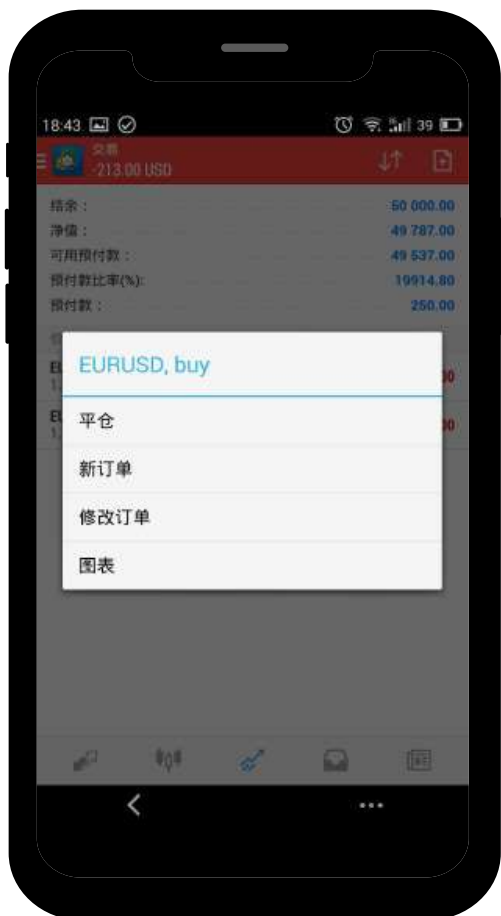 18:43 39
交易
-213.00 USD
结余： 50 000.00
净值： 49 787.00
可用预付款： 49 537.00
预付款比率(%): 19914.80
预付款： 250.00
EURUSD, buy
平仓
新订单
修改订单
图表